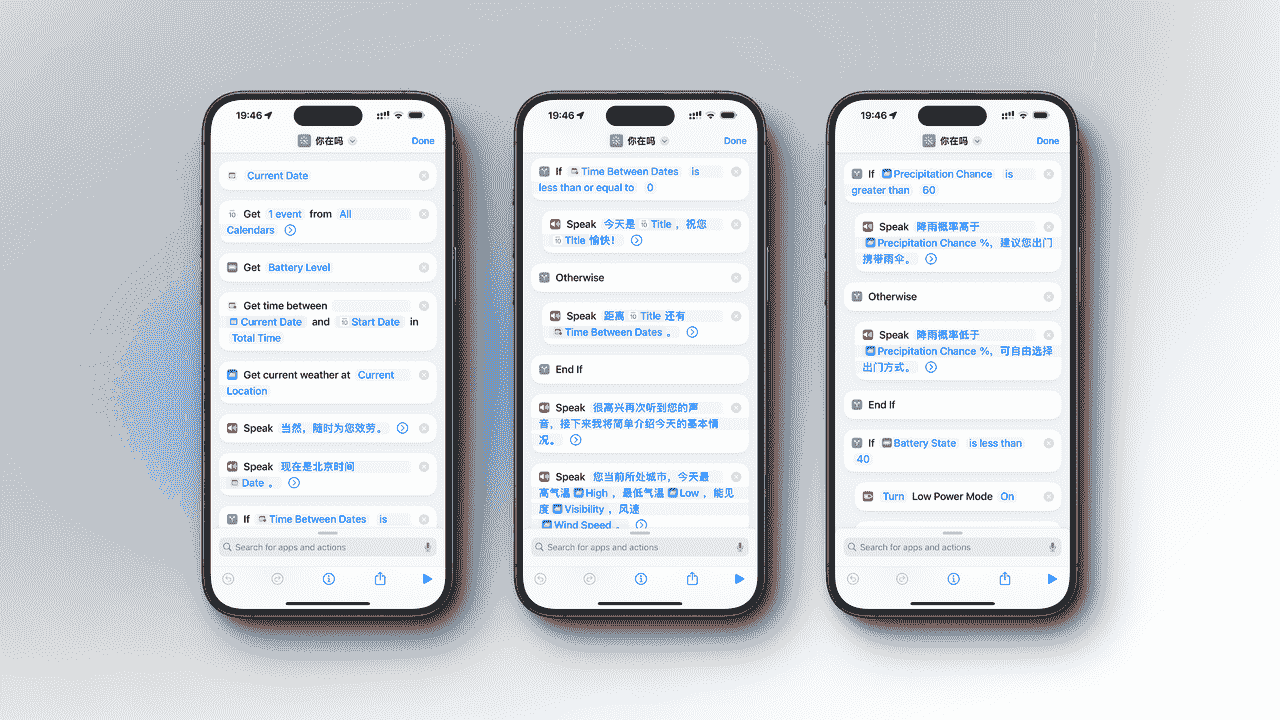 19:46
你在吗
Done
Current Date
Get 1 event from All
Calendars
Get Battery Level
Get time between
Current Date and Start Date in
Total Time
Get current weather at Current
Location
Speak 当然，随时为您效劳。
Speak 现在是北京时间
Date 。
If Time Between Dates is
Search for apps and actions
19:46
你在吗
Done
If Time Between Dates is
less than or equal to 0
Speak 今天是 Title ，祝您
Title 愉快！
Otherwise
Speak 距离 Title 还有
Time Between Dates 。
End If
Speak 很高兴再次听到您的声
音，接下来我将简单介绍今天的基本情
况。
Speak 您当前所处城市，今天最
高气温 High ，最低气温 Low ，能见
度 Visibility ，风速
Wind Speed 。
Search for apps and actions
19:46
你在吗
Done
If Precipitation Chance is
greater than 60
Speak 降雨概率高于
Precipitation Chance %，建议您出门
携带雨伞。
Otherwise
Speak 降雨概率低于
Precipitation Chance %，可自由选择
出门方式。
End If
If Battery State is less than
40
Turn Low Power Mode On
Search for apps and actions